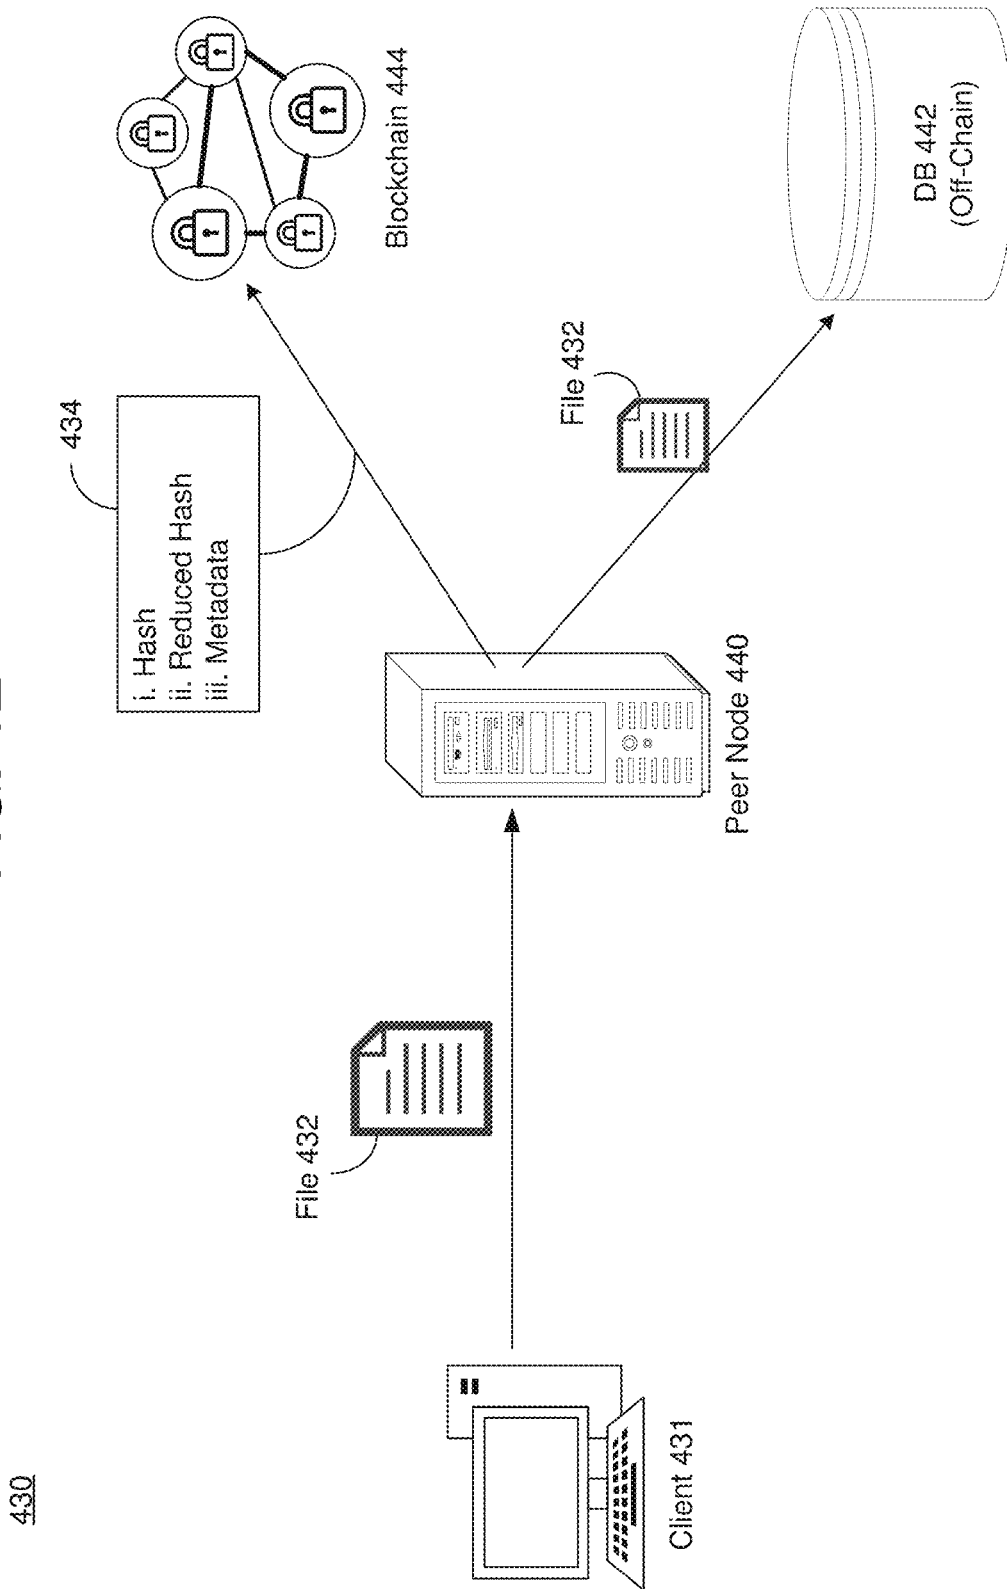 430
Client 431
File 432
Peer Node 440
434
i. Hash
ii. Reduced Hash
iii. Metadata
File 432
Blockchain 444
DB 442
(Off-Chain)